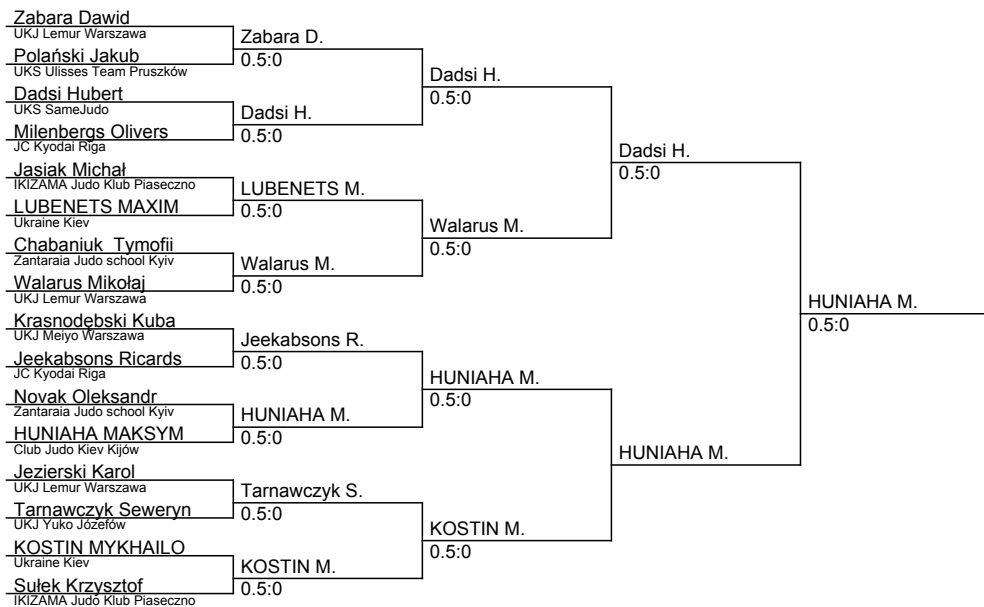 Zabara Dawid
UKJ Lemur Warszawa
Polański Jakub
UKS Ulisses Team Pruszków
Dadsi Hubert
UKS SameJudo
Milenbergs Olivers
JC Kyodai Riga
Jasiak Michał
IKIZAMA Judo Klub Piaseczno
LUBENETS MAXIM
Ukraine Kiev
Chabaniuk  Tymofii
Zantaraia Judo school Kyiv
Walarus Mikołaj
UKJ Lemur Warszawa
Krasnodębski Kuba
UKJ Meiyo Warszawa
Jeekabsons Ricards
JC Kyodai Riga
Novak Oleksandr
Zantaraia Judo school Kyiv
HUNIAHA MAKSYM
Club Judo Kiev Kijów
Jezierski Karol
UKJ Lemur Warszawa
Tarnawczyk Seweryn
UKJ Yuko Józefów
KOSTIN MYKHAILO
Ukraine Kiev
Sułek Krzysztof
IKIZAMA Judo Klub Piaseczno
Zabara D.
0.5:0
Dadsi H.
0.5:0
LUBENETS M.
0.5:0
Walarus M.
0.5:0
Jeekabsons R.
0.5:0
HUNIAHA M.
0.5:0
Tarnawczyk S.
0.5:0
KOSTIN M.
0.5:0
Dadsi H.
0.5:0
Walarus M.
0.5:0
HUNIAHA M.
0.5:0
KOSTIN M.
0.5:0
Dadsi H.
0.5:0
HUNIAHA M.
HUNIAHA M.
0.5:0